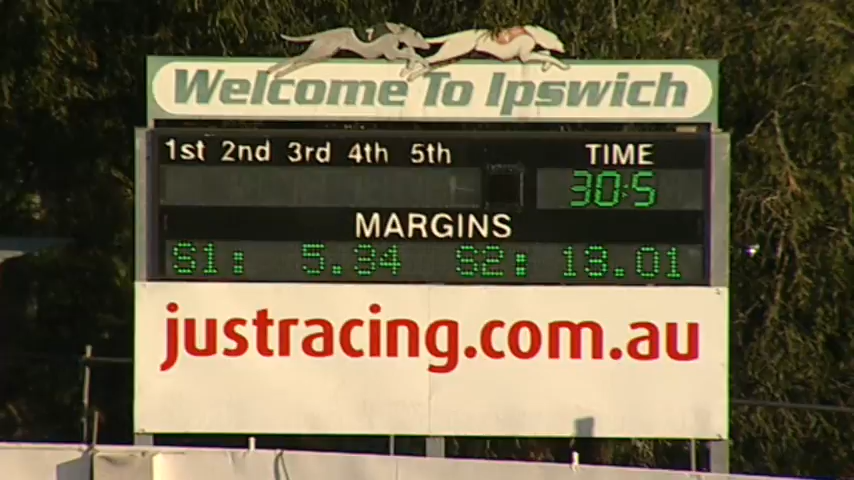 Welcome To Ipswich
1st 2nd 3rd 4th 5th TIME
30:5
MARGINS
S1: 5.34 S2: 13.01
justracing.com.au